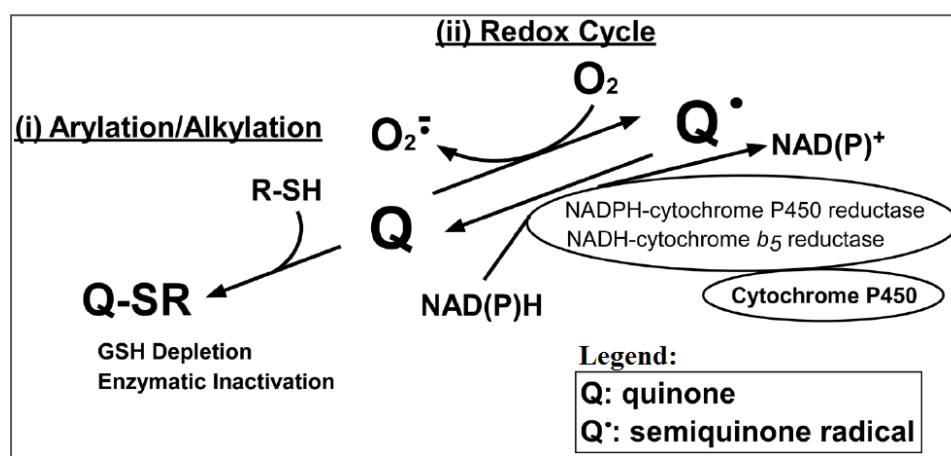 (ii) Redox Cycle
O₂
(i) Arylation/Alkylation
O₂•̄
Q•
NAD(P)⁺
R-SH
Q
NADPH-cytochrome P450 reductase
NADH-cytochrome b5 reductase
Q-SR
NAD(P)H
Cytochrome P450
GSH Depletion
Enzymatic Inactivation
Legend:
Q: quinone
Q•: semiquinone radical